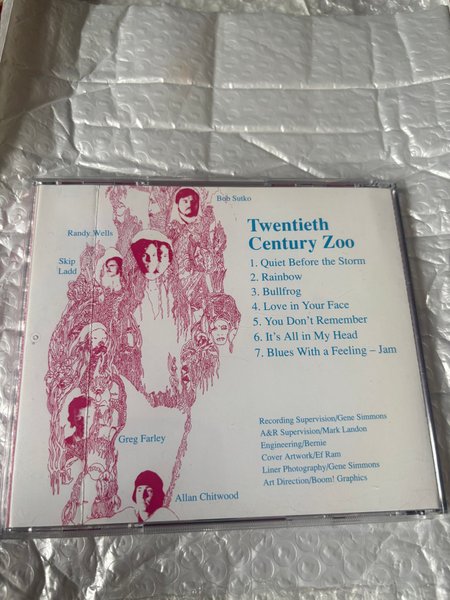 Bob Sutko
Randy Wells
Skip
Ladd
Greg Farley
Allan Chitwood
Twentieth
Century Zoo
1. Quiet Before the Storm
2. Rainbow
3. Bullfrog
4. Love in Your Face
5. You Don't Remember
6. It's All in My Head
7. Blues With a Feeling – Jam
Recording Supervision/Gene Simmons
A&R Supervision/Mark Landon
Engineering/Bernie
Cover Artwork/Ef Ram
Liner Photography/Gene Simmons
Art Direction/Boom! Graphics